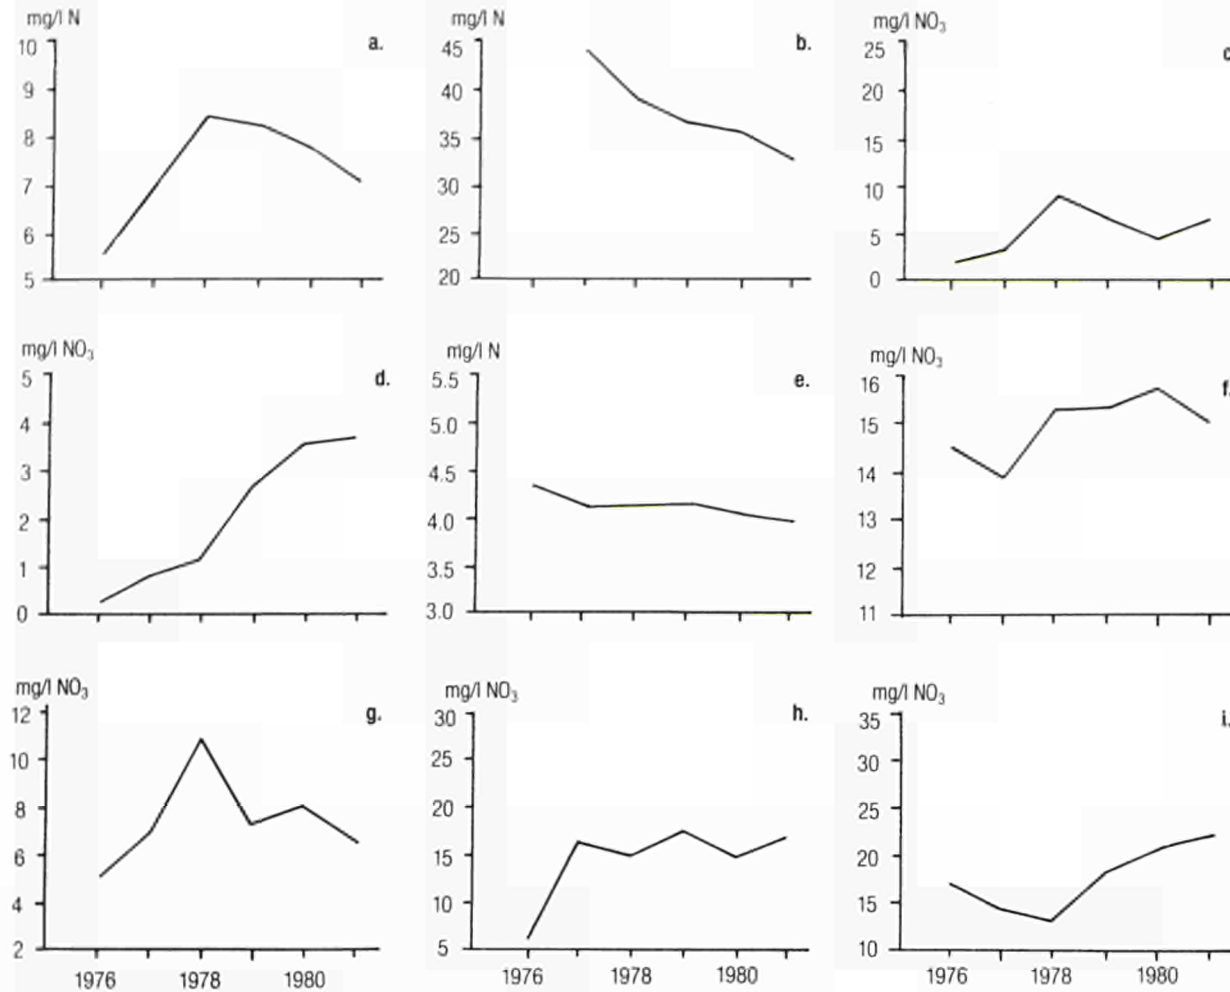 mg/l N
a.
10
9
8
7
6
5
mg/l N
b.
45
40
35
30
25
20
mg/l NO3
c
25
20
15
10
5
0
mg/l NO3
d.
5
4
3
2
1
0
mg/l N
e.
5.5
5.0
4.5
4.0
3.5
3.0
mg/l NO3
f.
16
15
14
13
12
11
mg/l NO3
g.
12
10
8
6
4
2
1976 1978 1980
mg/l NO3
h.
30
25
20
15
10
5
1976 1978 1980
mg/l NO3
i.
35
30
25
20
15
10
1976 1978 1980